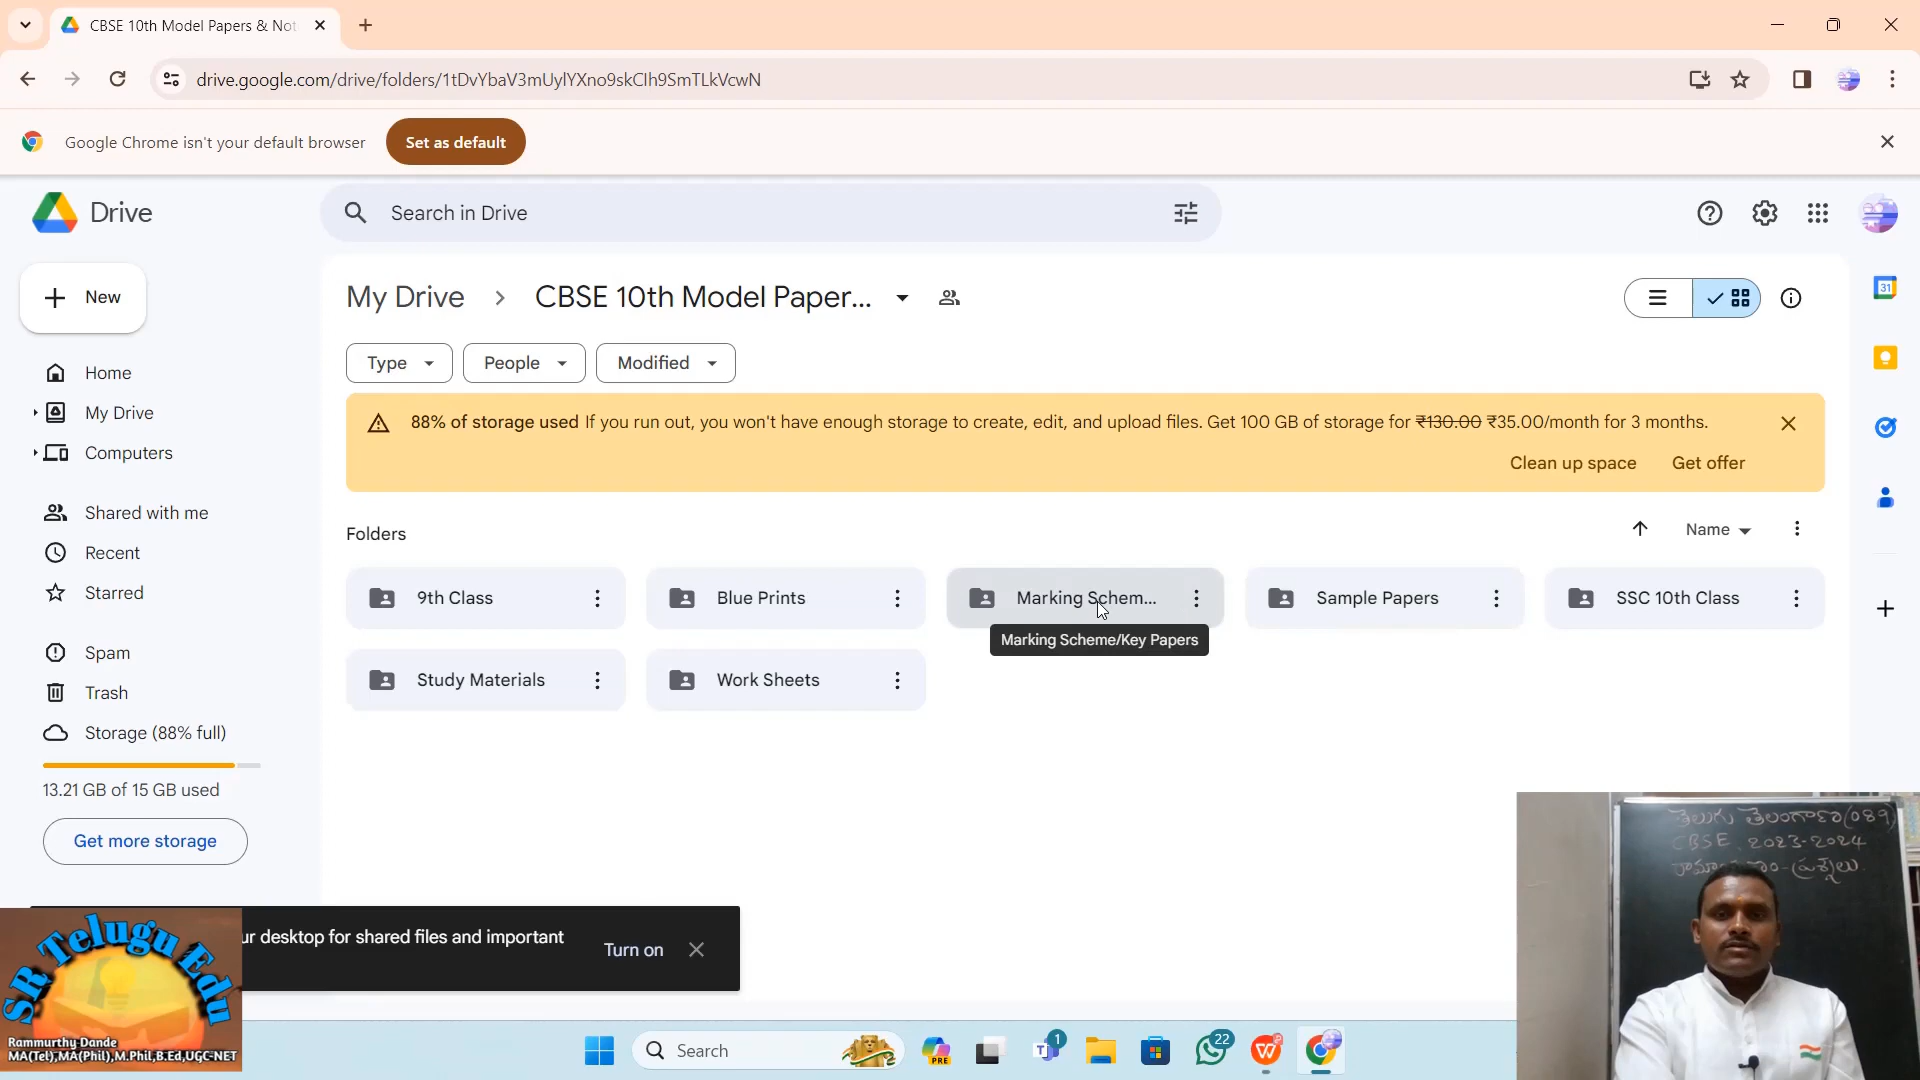 CBSE 10th Model Papers & Not
drive.google.com/drive/folders/1tDvYbaV3mUylYXno9skCIh9SmTLkVcwN
Google Chrome isn't your default browser
Set as default
Drive
Search in Drive
New
My Drive > CBSE 10th Model Paper...
Type
People
Modified
Home
My Drive
Computers
Shared with me
Recent
Starred
Spam
Trash
Storage (88% full)
13.21 GB of 15 GB used
Get more storage
88% of storage used If you run out, you won't have enough storage to create, edit, and upload files. Get 100 GB of storage for ₹130.00 ₹35.00/month for 3 months.
Clean up space
Get offer
Folders
Name
9th Class
Blue Prints
Marking Schem...
Sample Papers
SSC 10th Class
Marking Scheme/Key Papers
Study Materials
Work Sheets
31
ur desktop for shared files and important
Turn on
SR Telugu Edu
Rammurthy Dande
MA(Tel),MA(Phil),M.Phil,B.Ed,UGC-NET
తెలుగు తెలంగాణ(089)
CBSE 2023-2024
Search
PRE
1
22